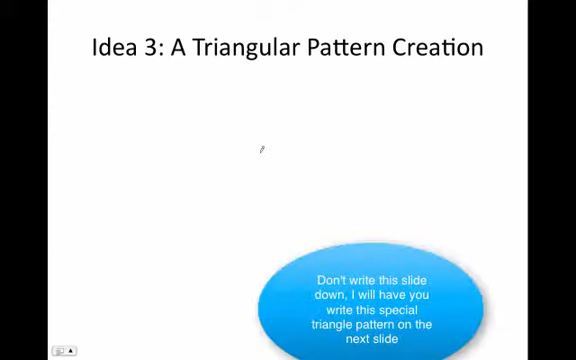 Idea 3: A Triangular Pattern Creation
Don't write this slide
down, I will have you
write this special
triangle pattern on the
next slide